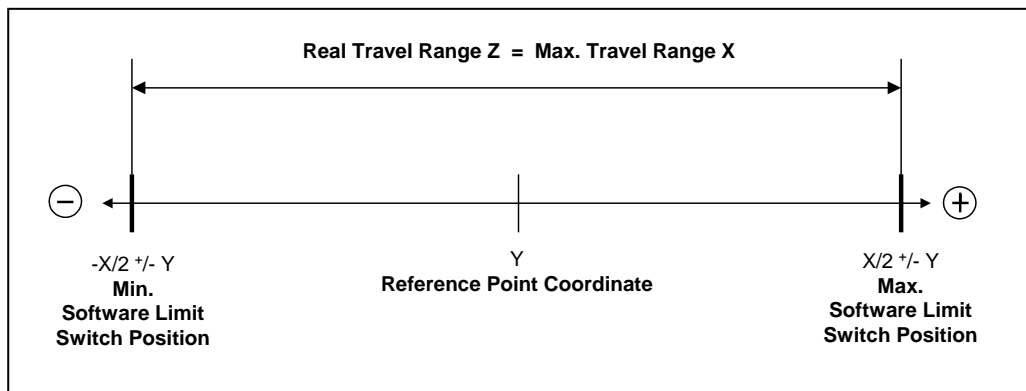 Real Travel Range Z = Max. Travel Range X
−
+
-X/2 +/- Y
Min.
Software Limit
Switch Position
Y
Reference Point Coordinate
X/2 +/- Y
Max.
Software Limit
Switch Position